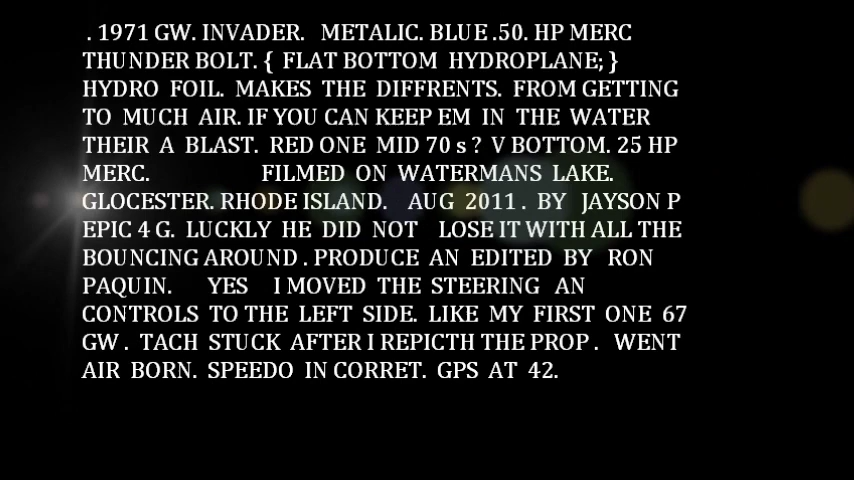 . 1971 GW. INVADER. METALIC. BLUE .50. HP MERC
THUNDER BOLT. { FLAT BOTTOM HYDROPLANE; }
HYDRO FOIL. MAKES THE DIFFRENTS. FROM GETTING
TO MUCH AIR. IF YOU CAN KEEP EM IN THE WATER
THEIR A BLAST. RED ONE MID 70 s ? V BOTTOM. 25 HP
MERC. FILMED ON WATERMANS LAKE.
GLOCESTER. RHODE ISLAND. AUG 2011 . BY JAYSON P
EPIC 4 G. LUCKLY HE DID NOT LOSE IT WITH ALL THE
BOUNCING AROUND . PRODUCE AN EDITED BY RON
PAQUIN. YES I MOVED THE STEERING AN
CONTROLS TO THE LEFT SIDE. LIKE MY FIRST ONE 67
GW . TACH STUCK AFTER I REPICTH THE PROP . WENT
AIR BORN. SPEEDO IN CORRET. GPS AT 42.